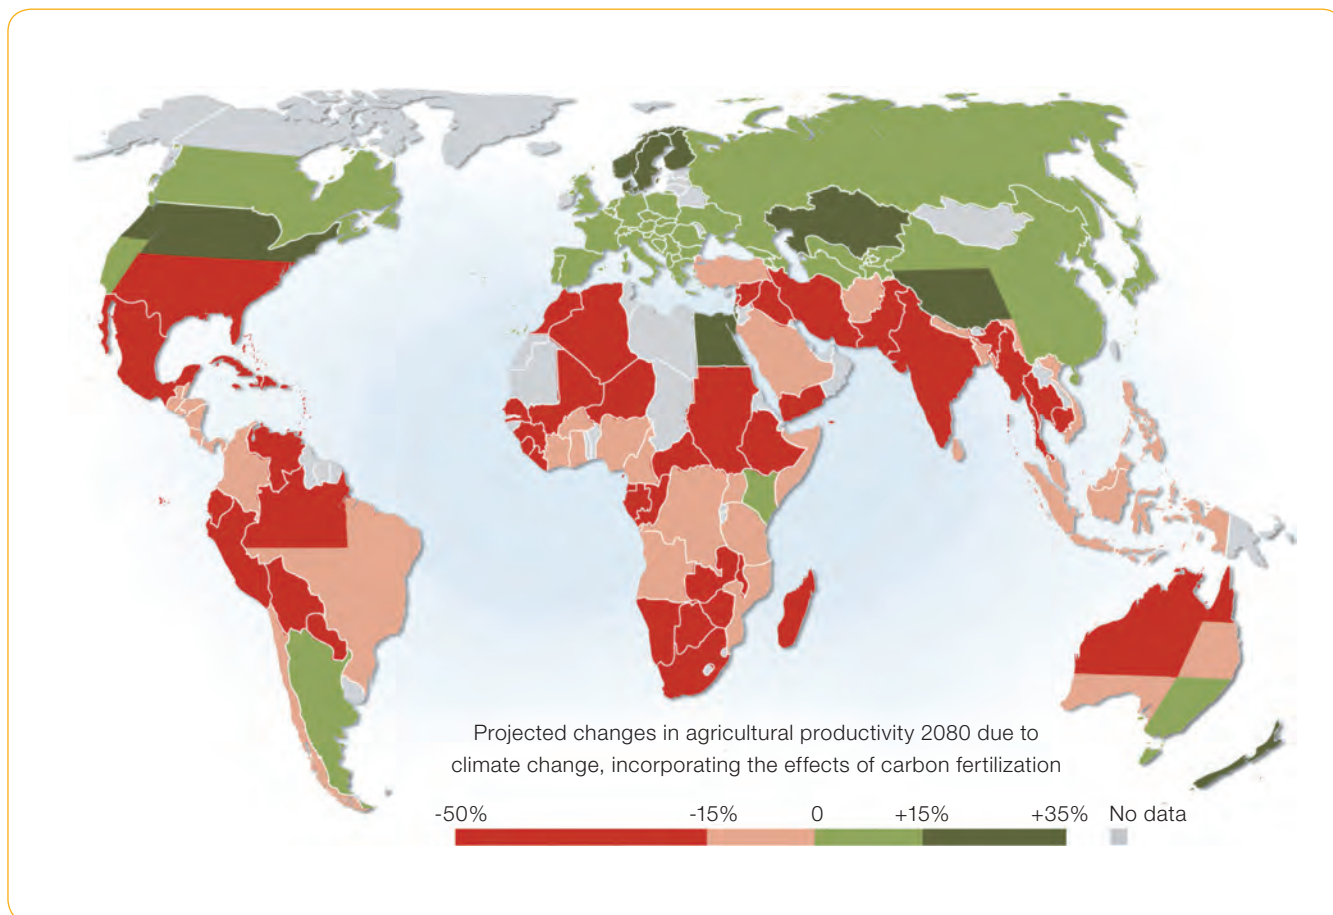 Projected changes in agricultural productivity 2080 due to
climate change, incorporating the effects of carbon fertilization
-50% -15% 0 +15% +35% No data